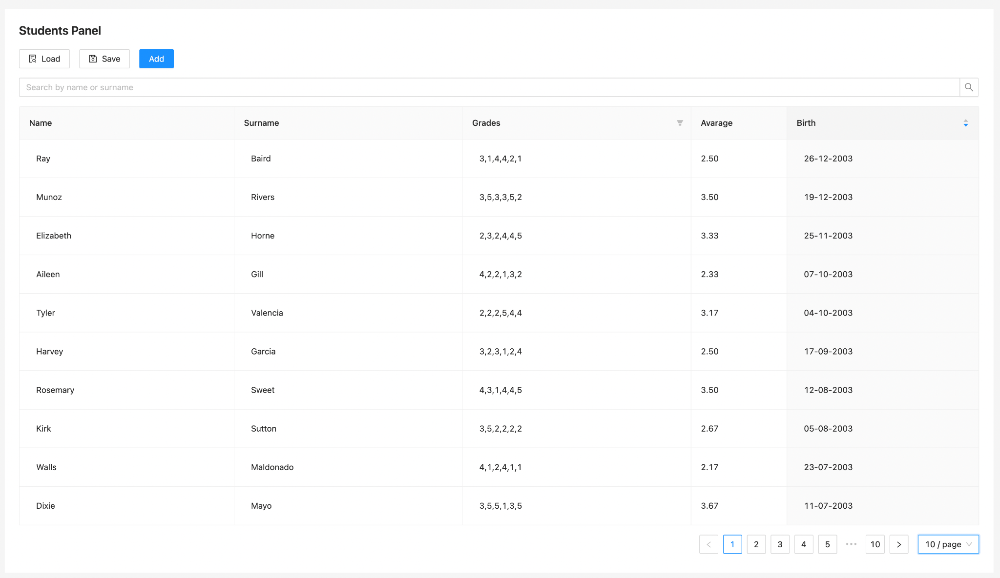 Students Panel
Load Save Add
Search by name or surname
Name Surname Grades Avarage Birth
Ray Baird 3,1,4,4,2,1 2.50 26-12-2003
Munoz Rivers 3,5,3,3,5,2 3.50 19-12-2003
Elizabeth Horne 2,3,2,4,4,5 3.33 25-11-2003
Aileen Gill 4,2,2,1,3,2 2.33 07-10-2003
Tyler Valencia 2,2,2,5,4,4 3.17 04-10-2003
Harvey Garcia 3,2,3,1,2,4 2.50 17-09-2003
Rosemary Sweet 4,3,1,4,4,5 3.50 12-08-2003
Kirk Sutton 3,5,2,2,2,2 2.67 05-08-2003
Walls Maldonado 4,1,2,4,1,1 2.17 23-07-2003
Dixie Mayo 3,5,5,1,3,5 3.67 11-07-2003
< 1 2 3 4 5 ••• 10 > 10 / page